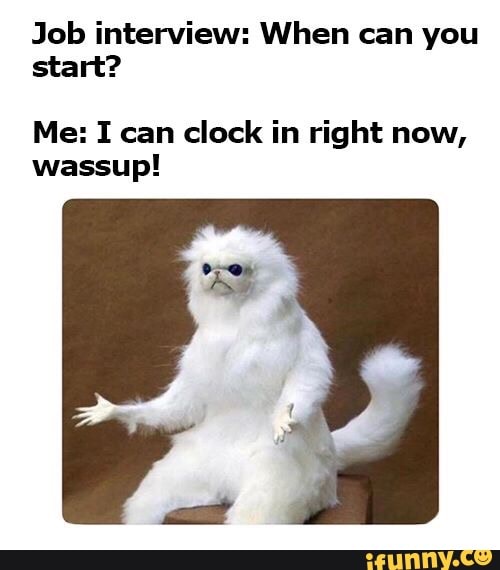 Job interview: When can you
start?
Me: I can clock in right now,
wassup!
ifunny.co